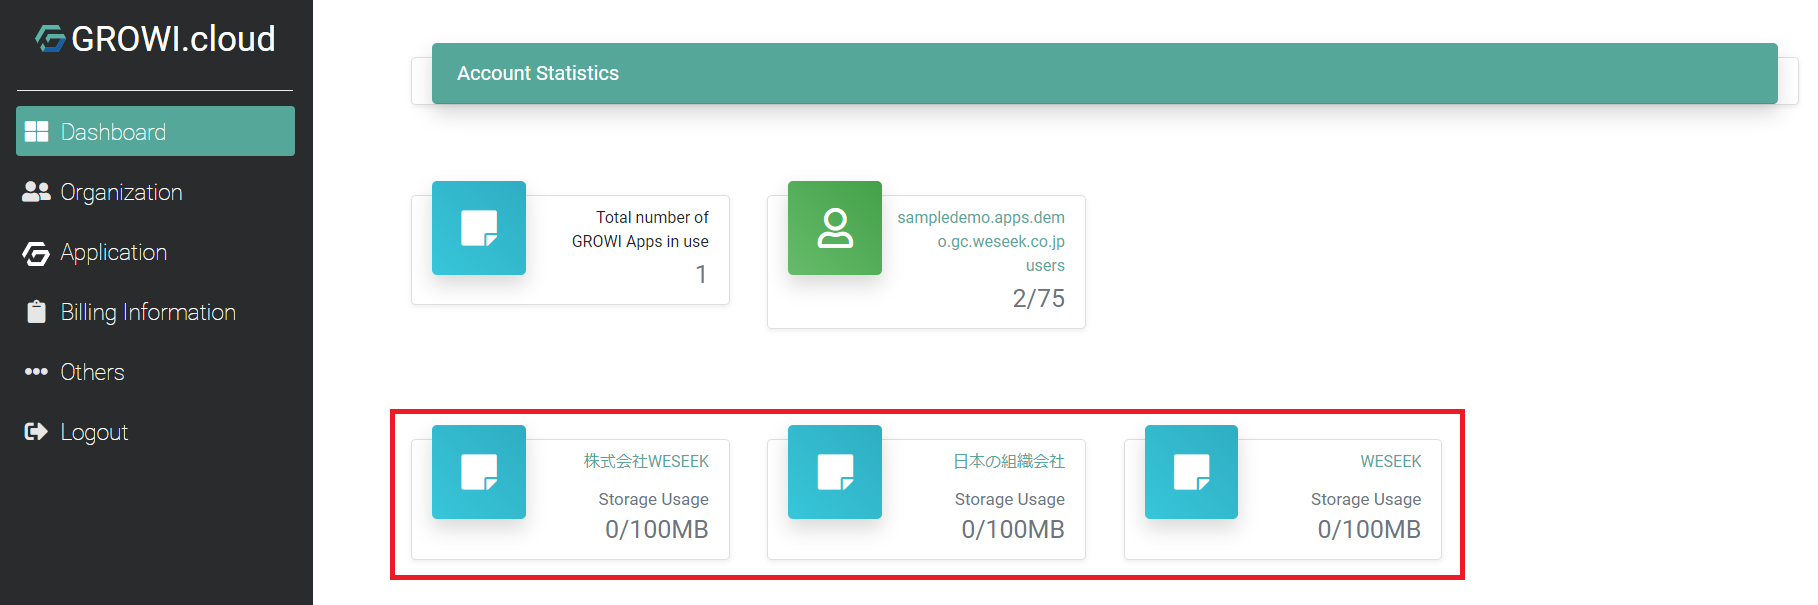 GROWI.cloud
Dashboard
Organization
Application
Billing Information
Others
Logout
Account Statistics
Total number of
GROWI Apps in use
1
sampledemo.apps.dem
o.gc.weseek.co.jp
users
2/75
株式会社WESEEK
Storage Usage
0/100MB
日本の組織会社
Storage Usage
0/100MB
WESEEK
Storage Usage
0/100MB